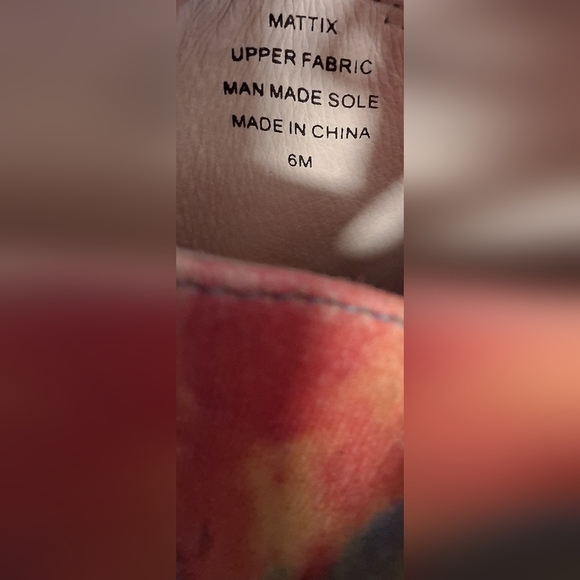 MATTIX
UPPER FABRIC
MAN MADE SOLE
MADE IN CHINA
6M